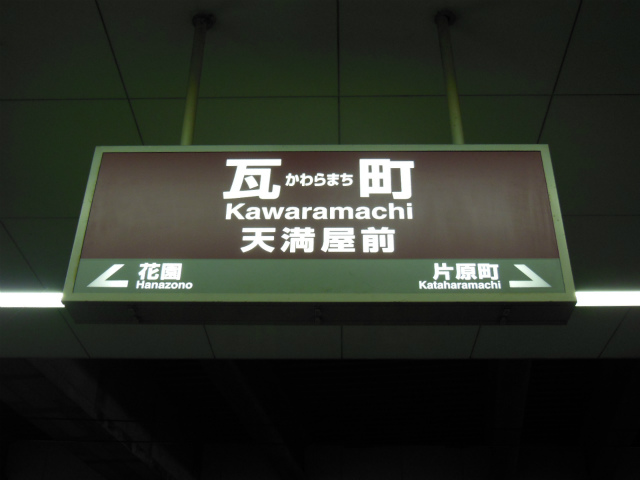 瓦かわらまち町
Kawaramachi
天満屋前
花園 片原町
Hanazono Kataharamachi